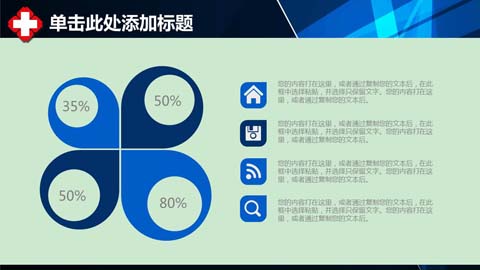 单击此处添加标题
35%
50%
50%
80%
您的内容打在这里，或者通过复制您的文本后，在此
框中选择粘贴，并选择只保留文字。您的内容打在这
里，或者通过复制您的文本后。
您的内容打在这里，或者通过复制您的文本后，在此
框中选择粘贴，并选择只保留文字。您的内容打在这
里，或者通过复制您的文本后。
您的内容打在这里，或者通过复制您的文本后，在此
框中选择粘贴，并选择只保留文字。您的内容打在这
里，或者通过复制您的文本后。
您的内容打在这里，或者通过复制您的文本后，在此
框中选择粘贴，并选择只保留文字。您的内容打在这
里，或者通过复制您的文本后。